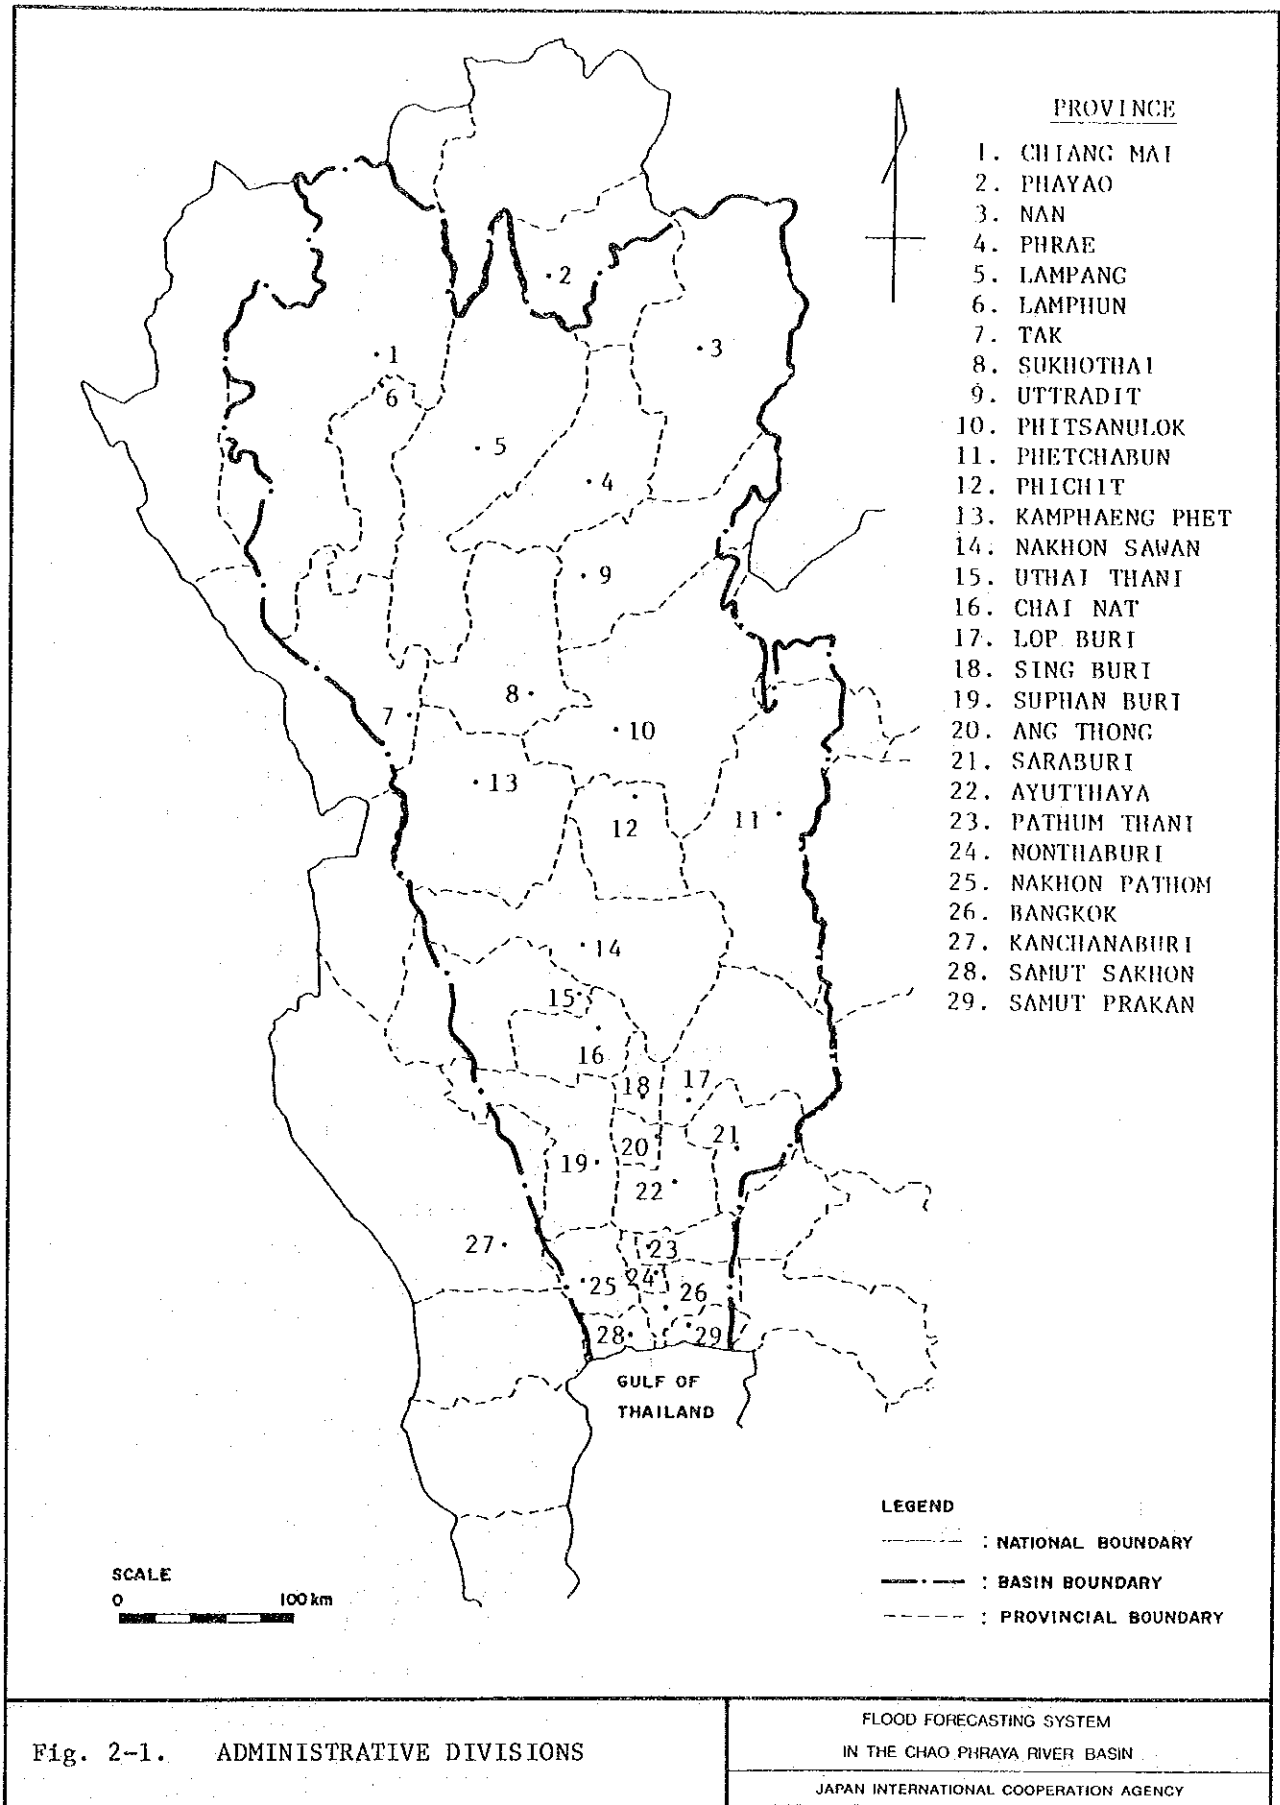 PROVINCE
1. CHIANG MAI
2. PHAYAO
3. NAN
4. PHRAE
5. LAMPANG
6. LAMPHUN
7. TAK
8. SUKHOTHAI
9. UTTRADIT
10. PHITSANULOK
11. PHETCHABUN
12. PHICHIT
13. KAMPHAENG PHET
14. NAKHON SAWAN
15. UTHAI THANI
16. CHAI NAT
17. LOP BURI
18. SING BURI
19. SUPHAN BURI
20. ANG THONG
21. SARABURI
22. AYUTTHAYA
23. PATHUM THANI
24. NONTHABURI
25. NAKHON PATHOM
26. BANGKOK
27. KANCHANABURI
28. SAMUT SAKHON
29. SAMUT PRAKAN
2
1
3
6
5
4
9
8
7
10
13
12
11
14
15
16
18
17
20
21
19
22
27
23
25
24
26
28
29
GULF OF
THAILAND
LEGEND
: NATIONAL BOUNDARY
: BASIN BOUNDARY
: PROVINCIAL BOUNDARY
SCALE
0 100 km
Fig. 2-1. ADMINISTRATIVE DIVISIONS
FLOOD FORECASTING SYSTEM
IN THE CHAO PHRAYA RIVER BASIN
JAPAN INTERNATIONAL COOPERATION AGENCY